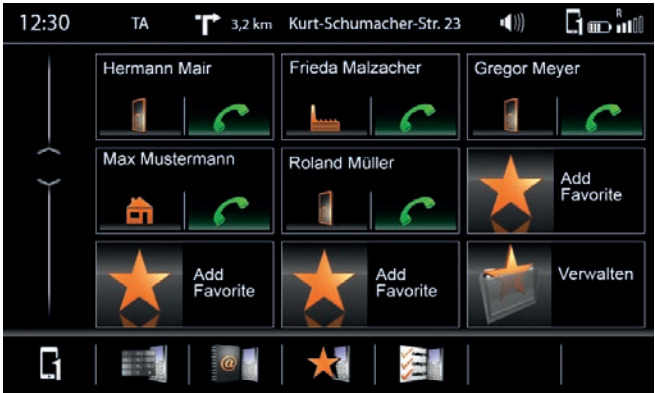 12:30 TA 3,2 km Kurt-Schumacher-Str. 23 R
Hermann Mair
Frieda Malzacher
Gregor Meyer
Max Mustermann
Roland Müller
Add
Favorite
Add
Favorite
Add
Favorite
Verwalten
@